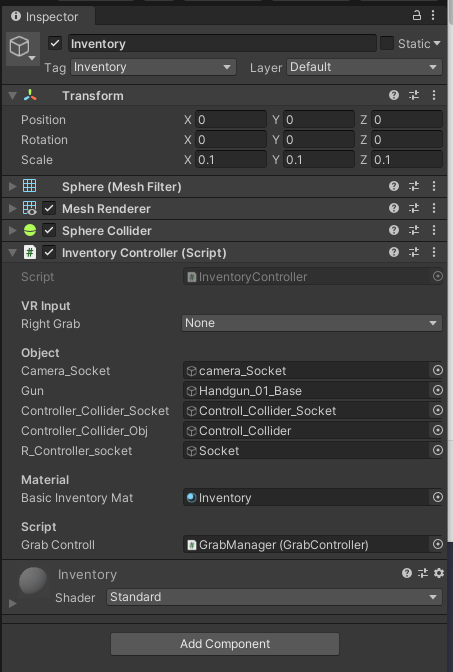 Inspector
Inventory Static
Tag Inventory Layer Default
Transform
Position X 0 Y 0 Z 0
Rotation X 0 Y 0 Z 0
Scale X 0.1 Y 0.1 Z 0.1
Sphere (Mesh Filter)
Mesh Renderer
Sphere Collider
Inventory Controller (Script)
Script InventoryController
VR Input
Right Grab None
Object
Camera_Socket camera_Socket
Gun Handgun_01_Base
Controller_Collider_Socket Controll_Collider_Socket
Controller_Collider_Obj Controll_Collider
R_Controller_socket Socket
Material
Basic Inventory Mat Inventory
Script
Grab Controll GrabManager (GrabController)
Inventory
Shader Standard
Add Component